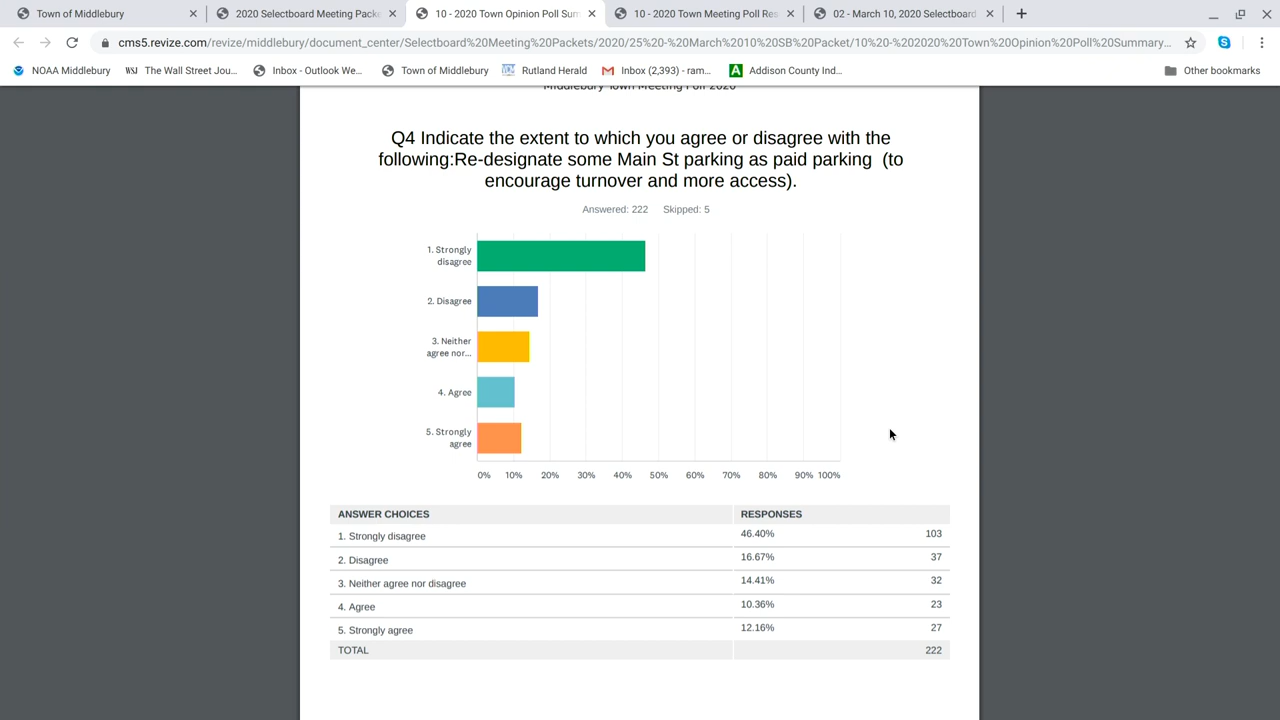 Town of Middlebury
2020 Selectboard Meeting Packe
10 - 2020 Town Opinion Poll Sum
10 - 2020 Town Meeting Poll Res
02 - March 10, 2020 Selectboard
cms5.revize.com/revize/middlebury/document_center/Selectboard%20Meeting%20Packets/2020/25%20-%20March%2010%20SB%20Packet/10%20-%202020%20Town%20Opinion%20Poll%20Summary...
NOAA Middlebury
WSJ The Wall Street Jou...
Inbox - Outlook We...
Town of Middlebury
Rutland Herald
Inbox (2,393) - ram...
A Addison County Ind...
Other bookmarks
Middlebury Town Meeting Poll 2020
Q4 Indicate the extent to which you agree or disagree with the
following:Re-designate some Main St parking as paid parking (to
encourage turnover and more access).
Answered: 222 Skipped: 5
1. Strongly
disagree
2. Disagree
3. Neither
agree nor...
4. Agree
5. Strongly
agree
0% 10% 20% 30% 40% 50% 60% 70% 80% 90% 100%
ANSWER CHOICES RESPONSES
1. Strongly disagree 46.40% 103
2. Disagree 16.67% 37
3. Neither agree nor disagree 14.41% 32
4. Agree 10.36% 23
5. Strongly agree 12.16% 27
TOTAL 222